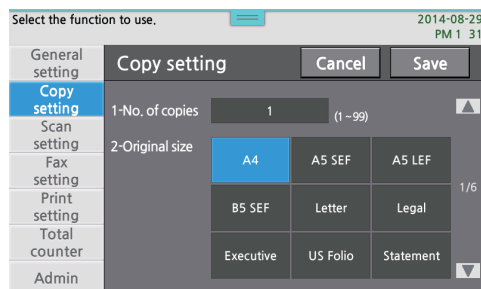 Select the function to use.
2014-08-29
PM 1 31
General
setting
Copy setting
Cancel
Save
Copy
setting
1-No. of copies
1
(1~99)
Scan
setting
2-Original size
A4
A5 SEF
A5 LEF
Fax
setting
1/6
Print
setting
B5 SEF
Letter
Legal
Total
counter
Executive
US Folio
Statement
Admin